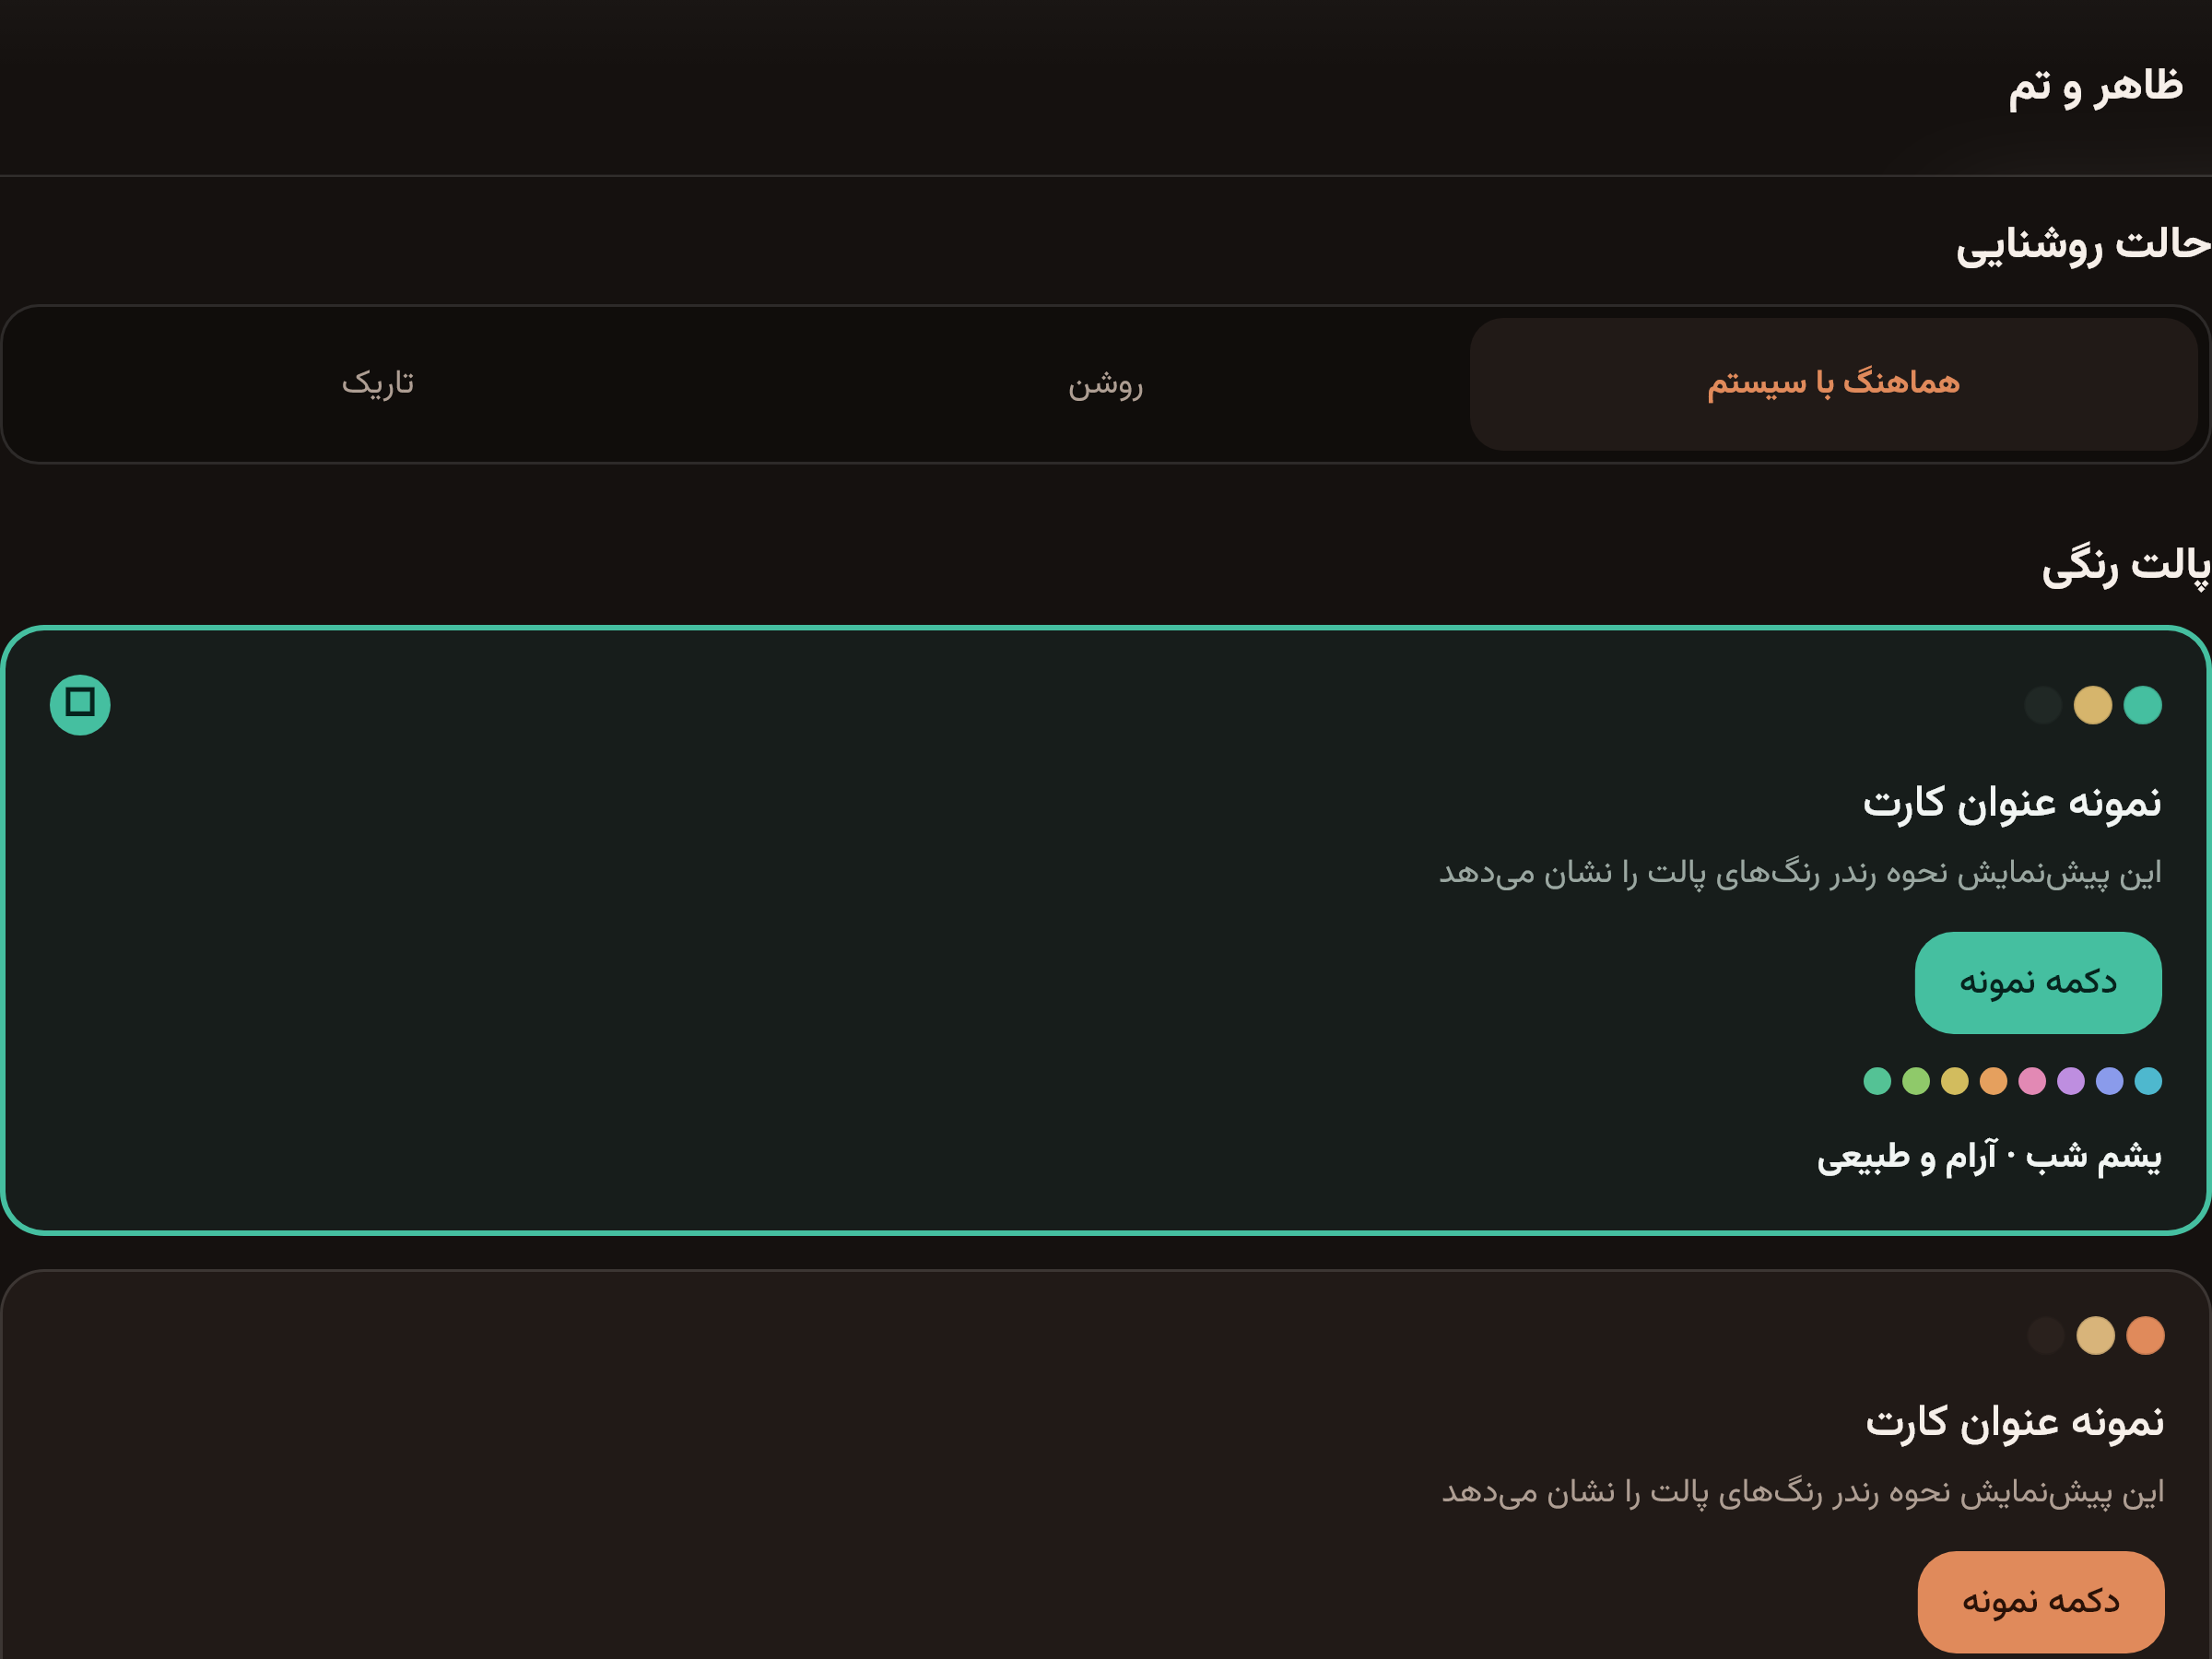 ظاهر و تم
حالت روشنایی
هماهنگ با سیستم
روشن
تاریک
پالت رنگی
نمونه عنوان کارت
این پیش‌نمایش نحوه رندر رنگ‌های پالت را نشان می‌دهد
دکمه نمونه
یشم شب · آرام و طبیعی
نمونه عنوان کارت
این پیش‌نمایش نحوه رندر رنگ‌های پالت را نشان می‌دهد
دکمه نمونه